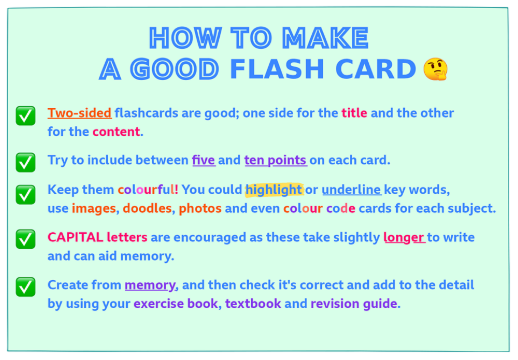 HOW TO MAKE
A GOOD FLASH CARD
Two-sided flashcards are good; one side for the title and the other
for the content.
Try to include between five and ten points on each card.
Keep them colourful! You could highlight or underline key words,
use images, doodles, photos and even colour code cards for each subject.
CAPITAL letters are encouraged as these take slightly longer to write
and can aid memory.
Create from memory, and then check it's correct and add to the detail
by using your exercise book, textbook and revision guide.